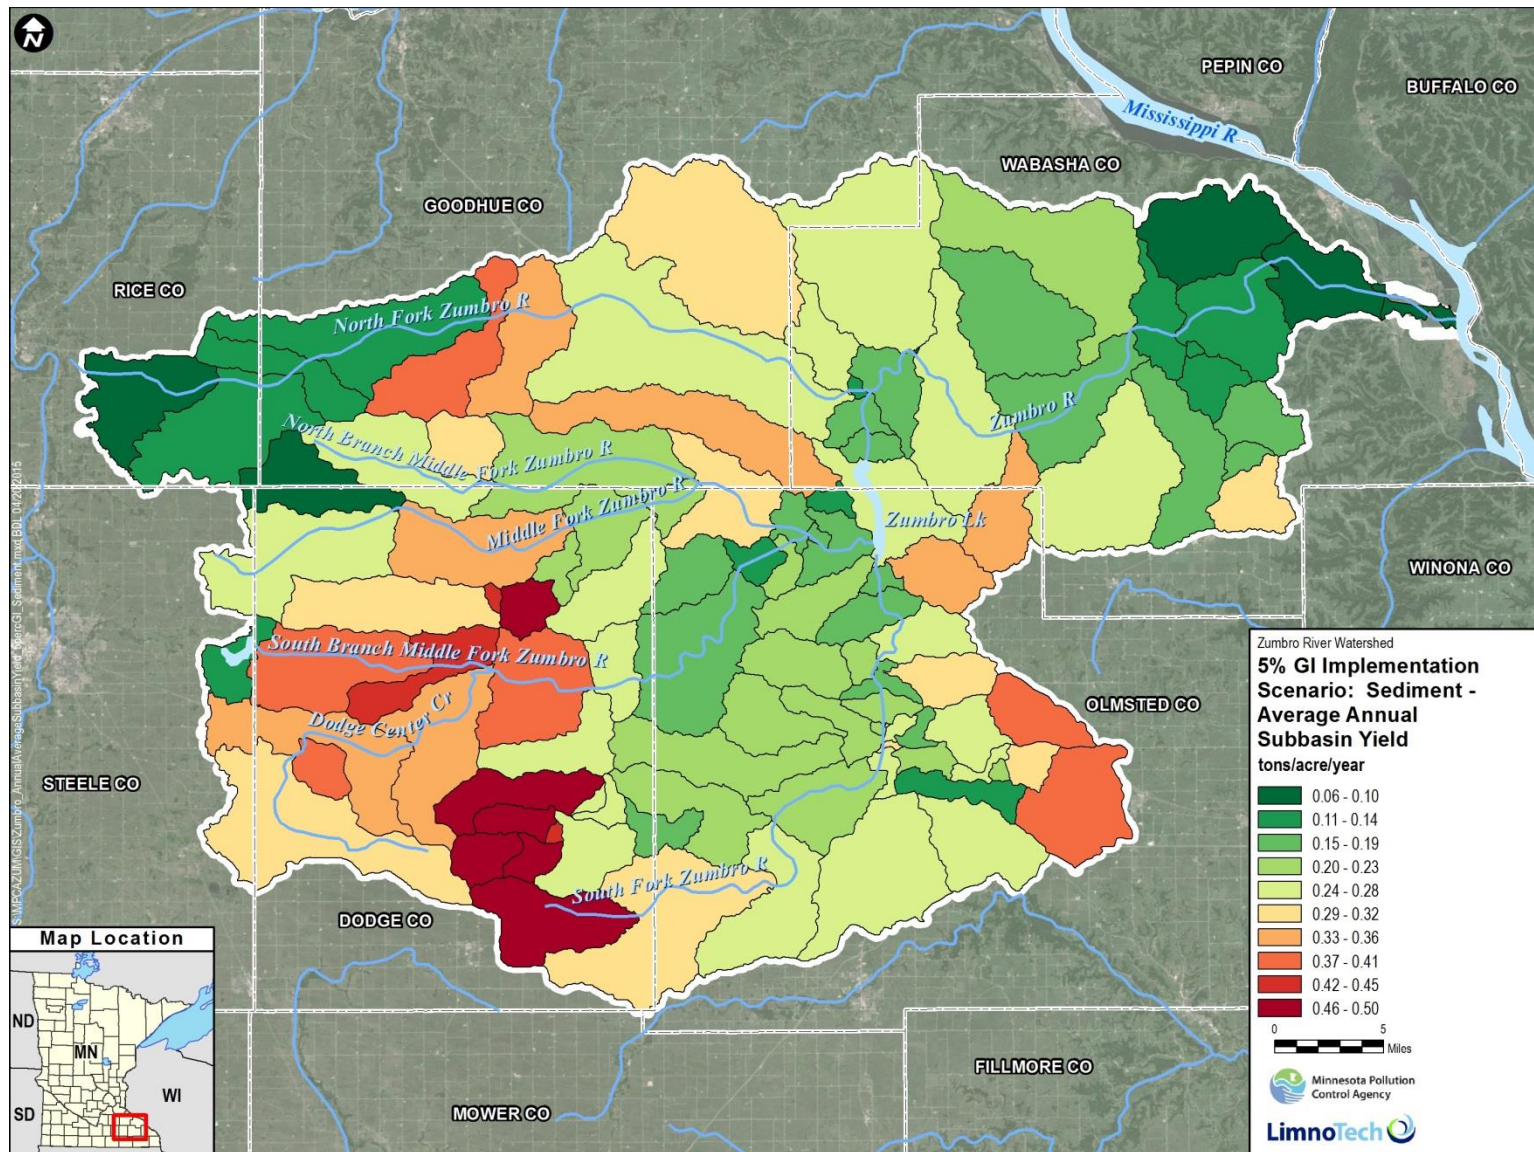 N
PEPIN CO
BUFFALO CO
Mississippi R
WABASHA CO
GOODHUE CO
RICE CO
North Fork Zumbro R
Zumbro R
North Branch Middle Fork Zumbro R
Middle Fork Zumbro R
Zumbro Lk
WINONA CO
South Branch Middle Fork Zumbro R
OLMSTED CO
Dodge Center Cr
STEELE CO
South Fork Zumbro R
DODGE CO
FILLMORE CO
MOWER CO
Map Location
ND
MN
WI
SD
Zumbro River Watershed
5% GI Implementation
Scenario: Sediment -
Average Annual
Subbasin Yield
tons/acre/year
0.06 - 0.10
0.11 - 0.14
0.15 - 0.19
0.20 - 0.23
0.24 - 0.28
0.29 - 0.32
0.33 - 0.36
0.37 - 0.41
0.42 - 0.45
0.46 - 0.50
0 5
Miles
Minnesota Pollution
Control Agency
LimnoTech